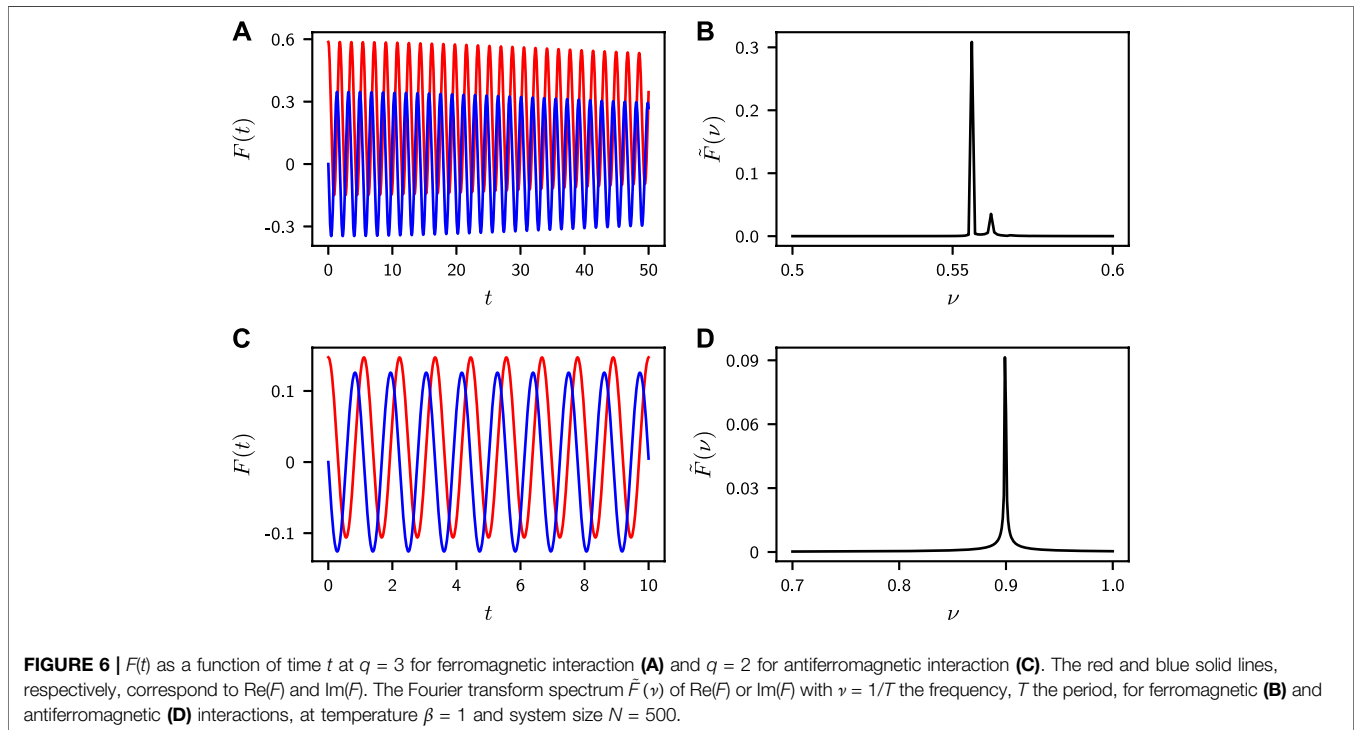 A
0.6
0.3
0
-0.3
F(t)
0
10
20
30
40
50
t
B
0.3
0.2
0.1
0.0
F̃(ν)
0.5
0.55
0.6
ν
C
0.1
0
-0.1
F(t)
0
2
4
6
8
10
t
D
0.09
0.06
0.03
0
F̃(ν)
0.7
0.8
0.9
1.0
ν
FIGURE 6 | F(t) as a function of time t at q = 3 for ferromagnetic interaction (A) and q = 2 for antiferromagnetic interaction (C). The red and blue solid lines,
respectively, correspond to Re(F) and Im(F). The Fourier transform spectrum F̃(ν) of Re(F) or Im(F) with ν = 1/T the frequency, T the period, for ferromagnetic (B) and
antiferromagnetic (D) interactions, at temperature β = 1 and system size N = 500.